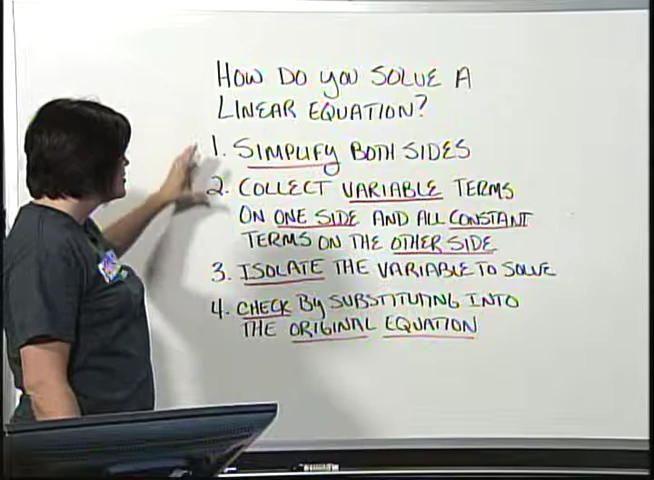 HOW DO YOU SOLVE A
LINEAR EQUATION?
1. SIMPLIFY BOTH SIDES
2. COLLECT VARIABLE TERMS
ON ONE SIDE AND ALL CONSTANT
TERMS ON THE OTHER SIDE
3. ISOLATE THE VARIABLE TO SOLVE
4. CHECK BY SUBSTITUTING INTO
THE ORIGINAL EQUATION